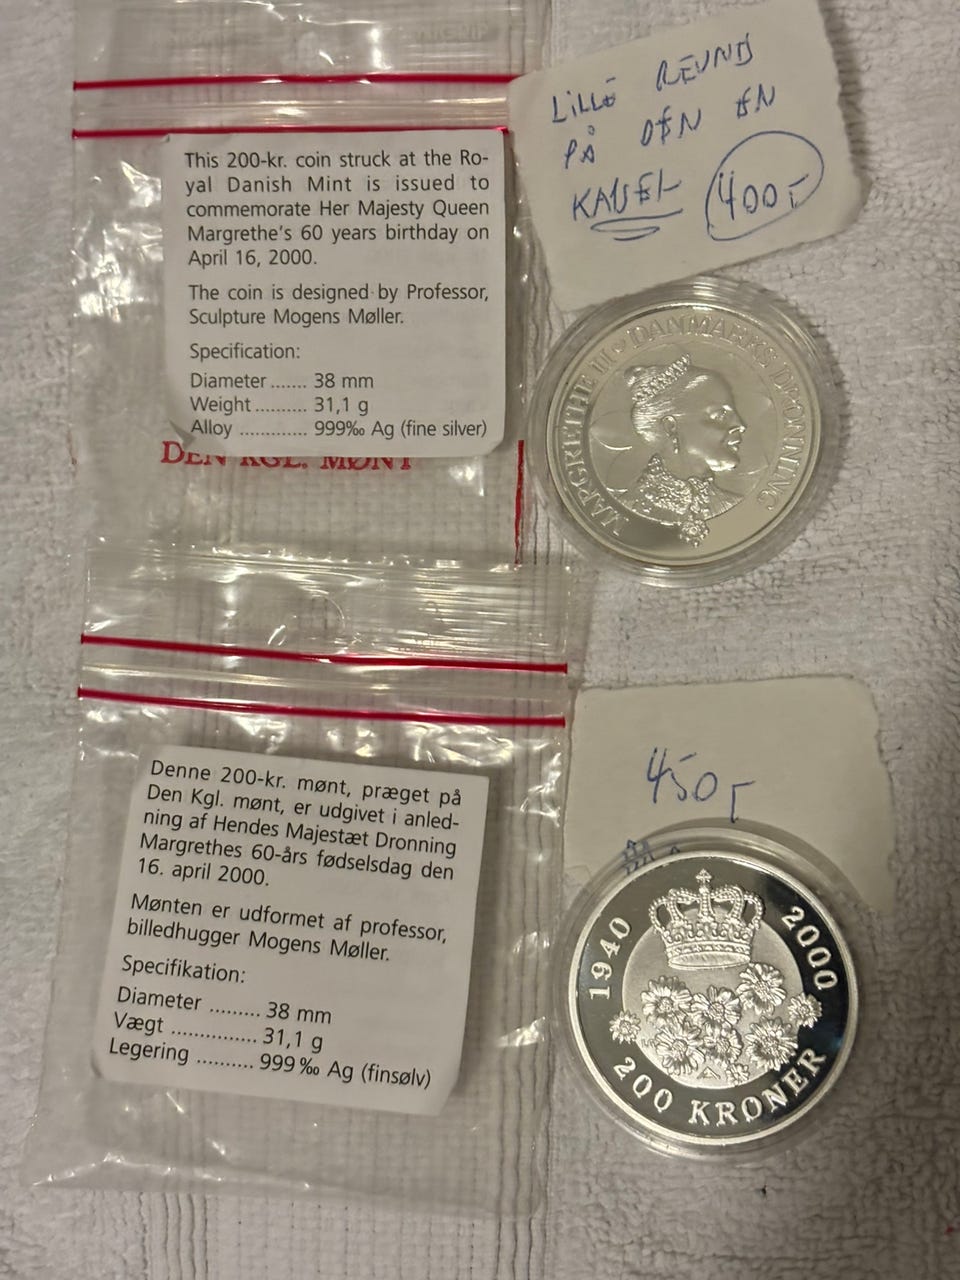 This 200-kr. coin struck at the Ro-
yal Danish Mint is issued to
commemorate Her Majesty Queen
Margrethe's 60 years birthday on
April 16, 2000.
The coin is designed by Professor,
Sculpture Mogens Møller.
Specification:
Diameter ....... 38 mm
Weight .......... 31,1 g
Alloy ............. 999‰ Ag (fine silver)
DEN KGL. MØNT
LILLE
PÅ DEN EN
400,-
MARGRETHE II ♥ DANMARKS DRONNING
Denne 200-kr. mønt, præget på
Den Kgl. mønt, er udgivet i anled-
ning af Hendes Majestæt Dronning
Margrethes 60-års fødselsdag den
16. april 2000.
Mønten er udformet af professor,
billedhugger Mogens Møller.
Specifikation:
Diameter ......... 38 mm
Vægt ............... 31,1 g
Legering .......... 999 ‰ Ag (finsølv)
450,-
1940 2000
200 KRONER